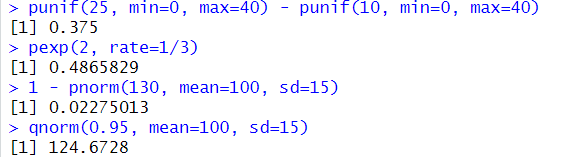 > punif(25, min=0, max=40) - punif(10, min=0, max=40)
[1] 0.375
> pexp(2, rate=1/3)
[1] 0.4865829
> 1 - pnorm(130, mean=100, sd=15)
[1] 0.02275013
> qnorm(0.95, mean=100, sd=15)
[1] 124.6728